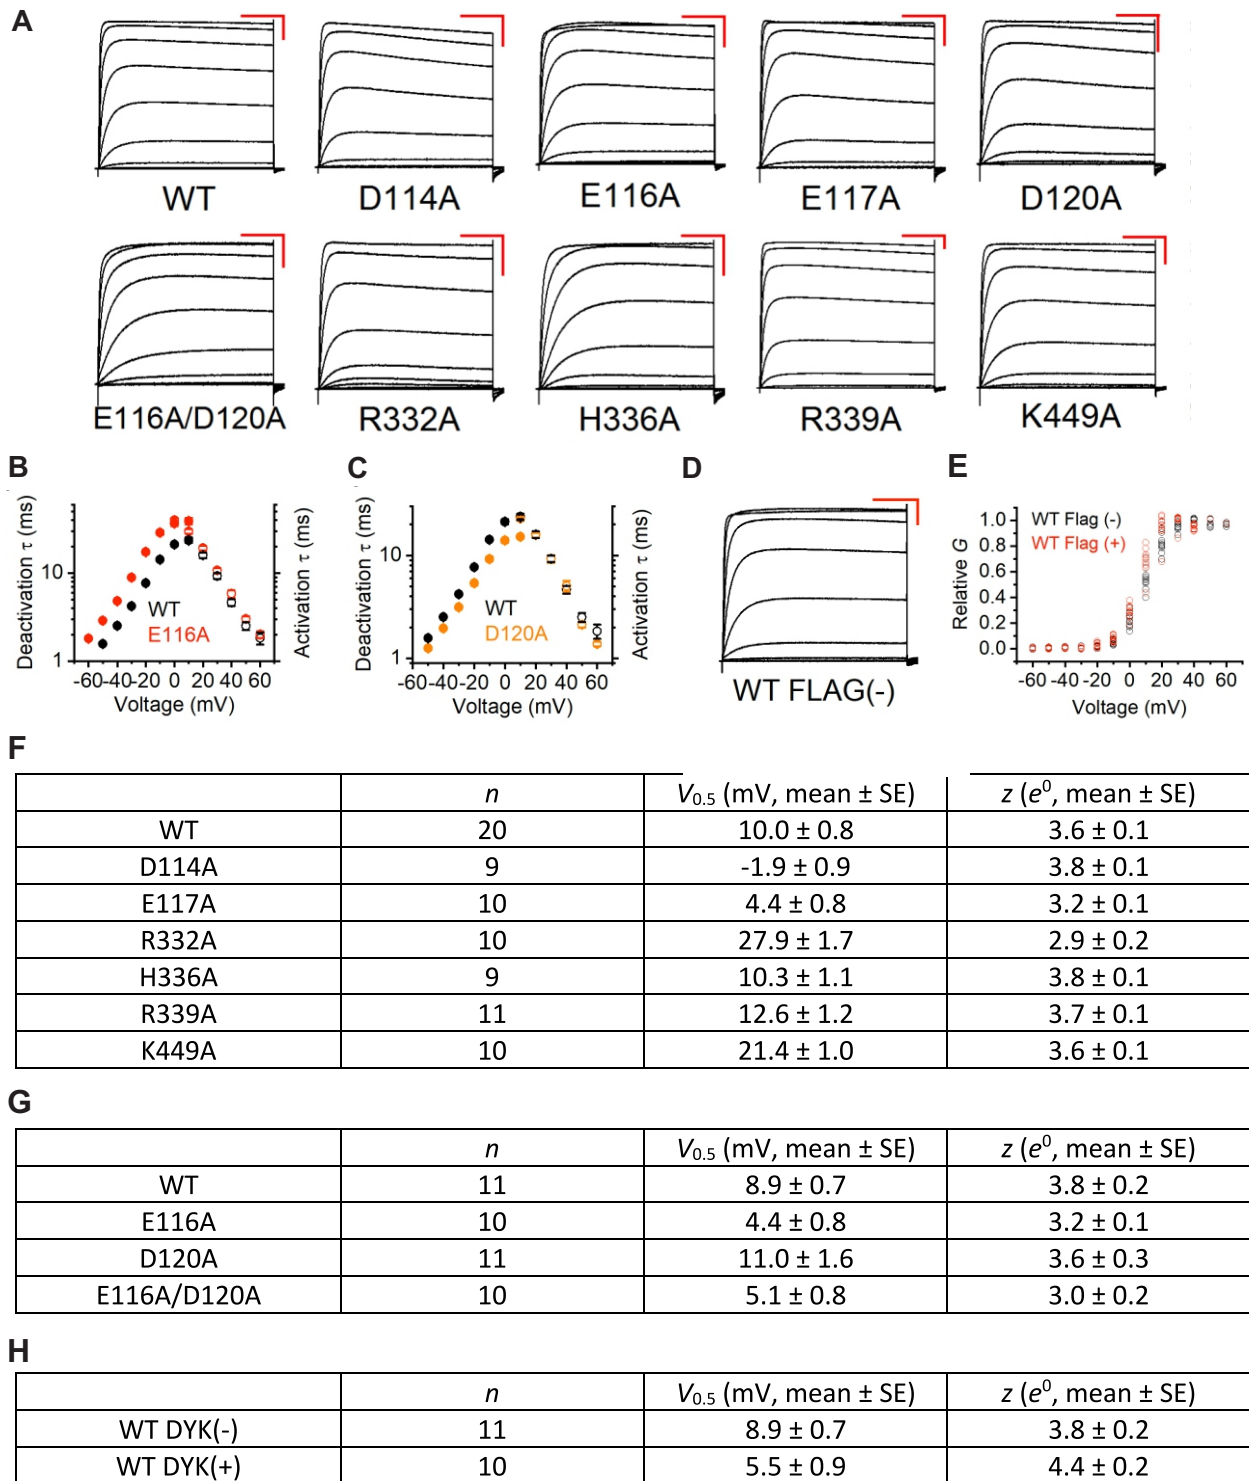 A
WT D114A E116A E117A D120A
E116A/D120A R332A H336A R339A K449A
B
Deactivation τ (ms)
Activation τ (ms)
10
1
WT
E116A
-60 -40 -20 0 20 40 60
Voltage (mV)
C
Deactivation τ (ms)
Activation τ (ms)
10
1
WT
D120A
-60 -40 -20 0 20 40 60
Voltage (mV)
D
WT FLAG(-)
E
WT Flag (-)
WT Flag (+)
Relative G
1.0
0.8
0.6
0.4
0.2
0.0
-60 -40 -20 0 20 40 60
Voltage (mV)
F
n V0.5 (mV, mean ± SE) z (e⁰, mean ± SE)
WT 20 10.0 ± 0.8 3.6 ± 0.1
D114A 9 -1.9 ± 0.9 3.8 ± 0.1
E117A 10 4.4 ± 0.8 3.2 ± 0.1
R332A 10 27.9 ± 1.7 2.9 ± 0.2
H336A 9 10.3 ± 1.1 3.8 ± 0.1
R339A 11 12.6 ± 1.2 3.7 ± 0.1
K449A 10 21.4 ± 1.0 3.6 ± 0.1
G
n V0.5 (mV, mean ± SE) z (e⁰, mean ± SE)
WT 11 8.9 ± 0.7 3.8 ± 0.2
E116A 10 4.4 ± 0.8 3.2 ± 0.1
D120A 11 11.0 ± 1.6 3.6 ± 0.3
E116A/D120A 10 5.1 ± 0.8 3.0 ± 0.2
H
n V0.5 (mV, mean ± SE) z (e⁰, mean ± SE)
WT DYK(-) 11 8.9 ± 0.7 3.8 ± 0.2
WT DYK(+) 10 5.5 ± 0.9 4.4 ± 0.2